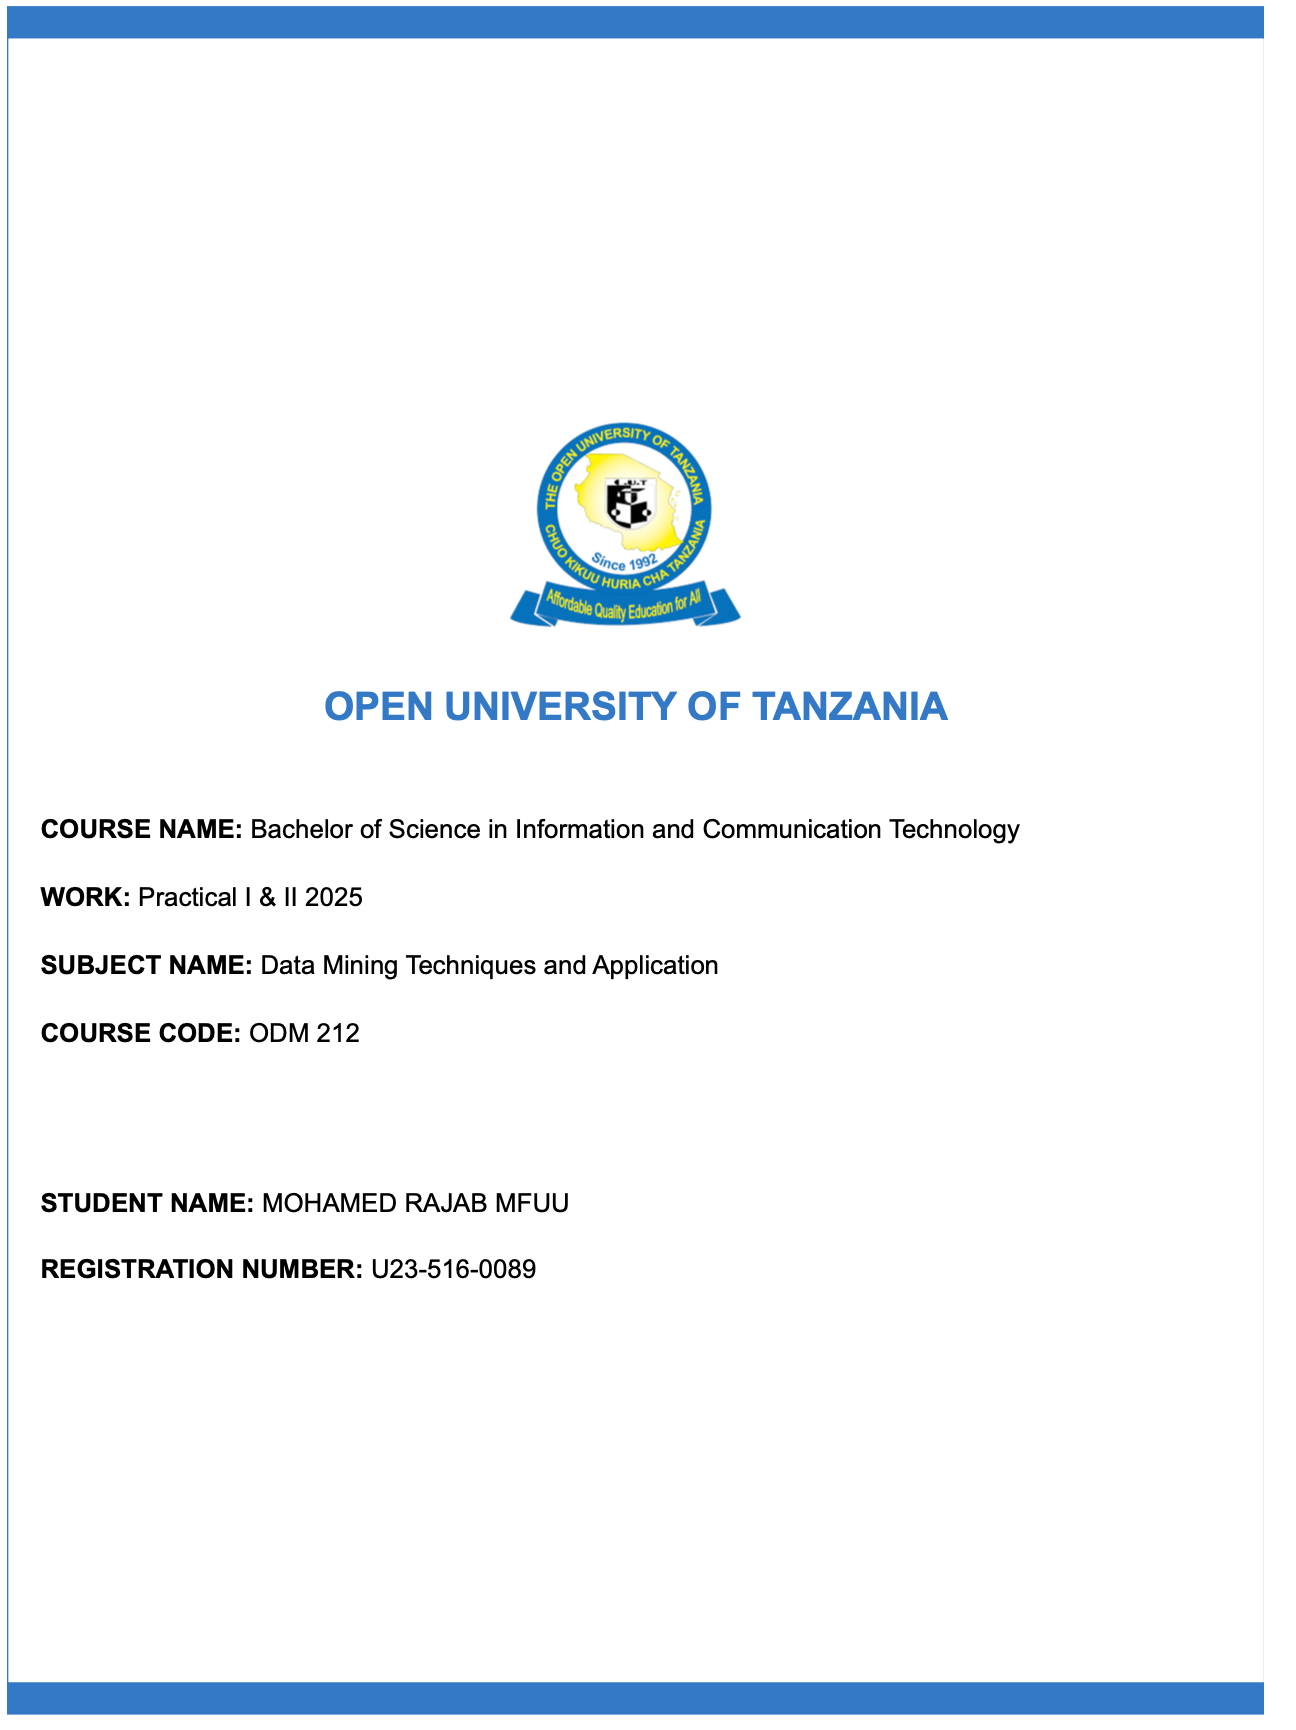 THE OPEN UNIVERSITY OF TANZANIA
O.U.T
Since 1992
CHUO KIKUU HURIA CHA TANZANIA
Affordable Quality Education for All
OPEN UNIVERSITY OF TANZANIA
COURSE NAME: Bachelor of Science in Information and Communication Technology
WORK: Practical I & II 2025
SUBJECT NAME: Data Mining Techniques and Application
COURSE CODE: ODM 212
STUDENT NAME: MOHAMED RAJAB MFUU
REGISTRATION NUMBER: U23-516-0089